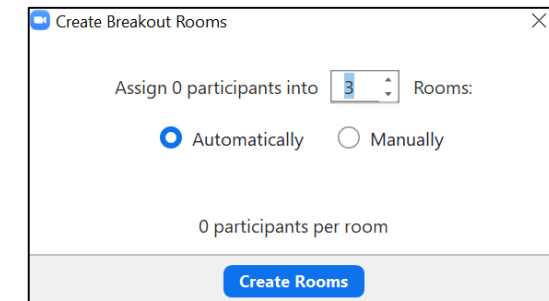 Create Breakout Rooms
Assign 0 participants into 3 Rooms:
Automatically Manually
0 participants per room
Create Rooms